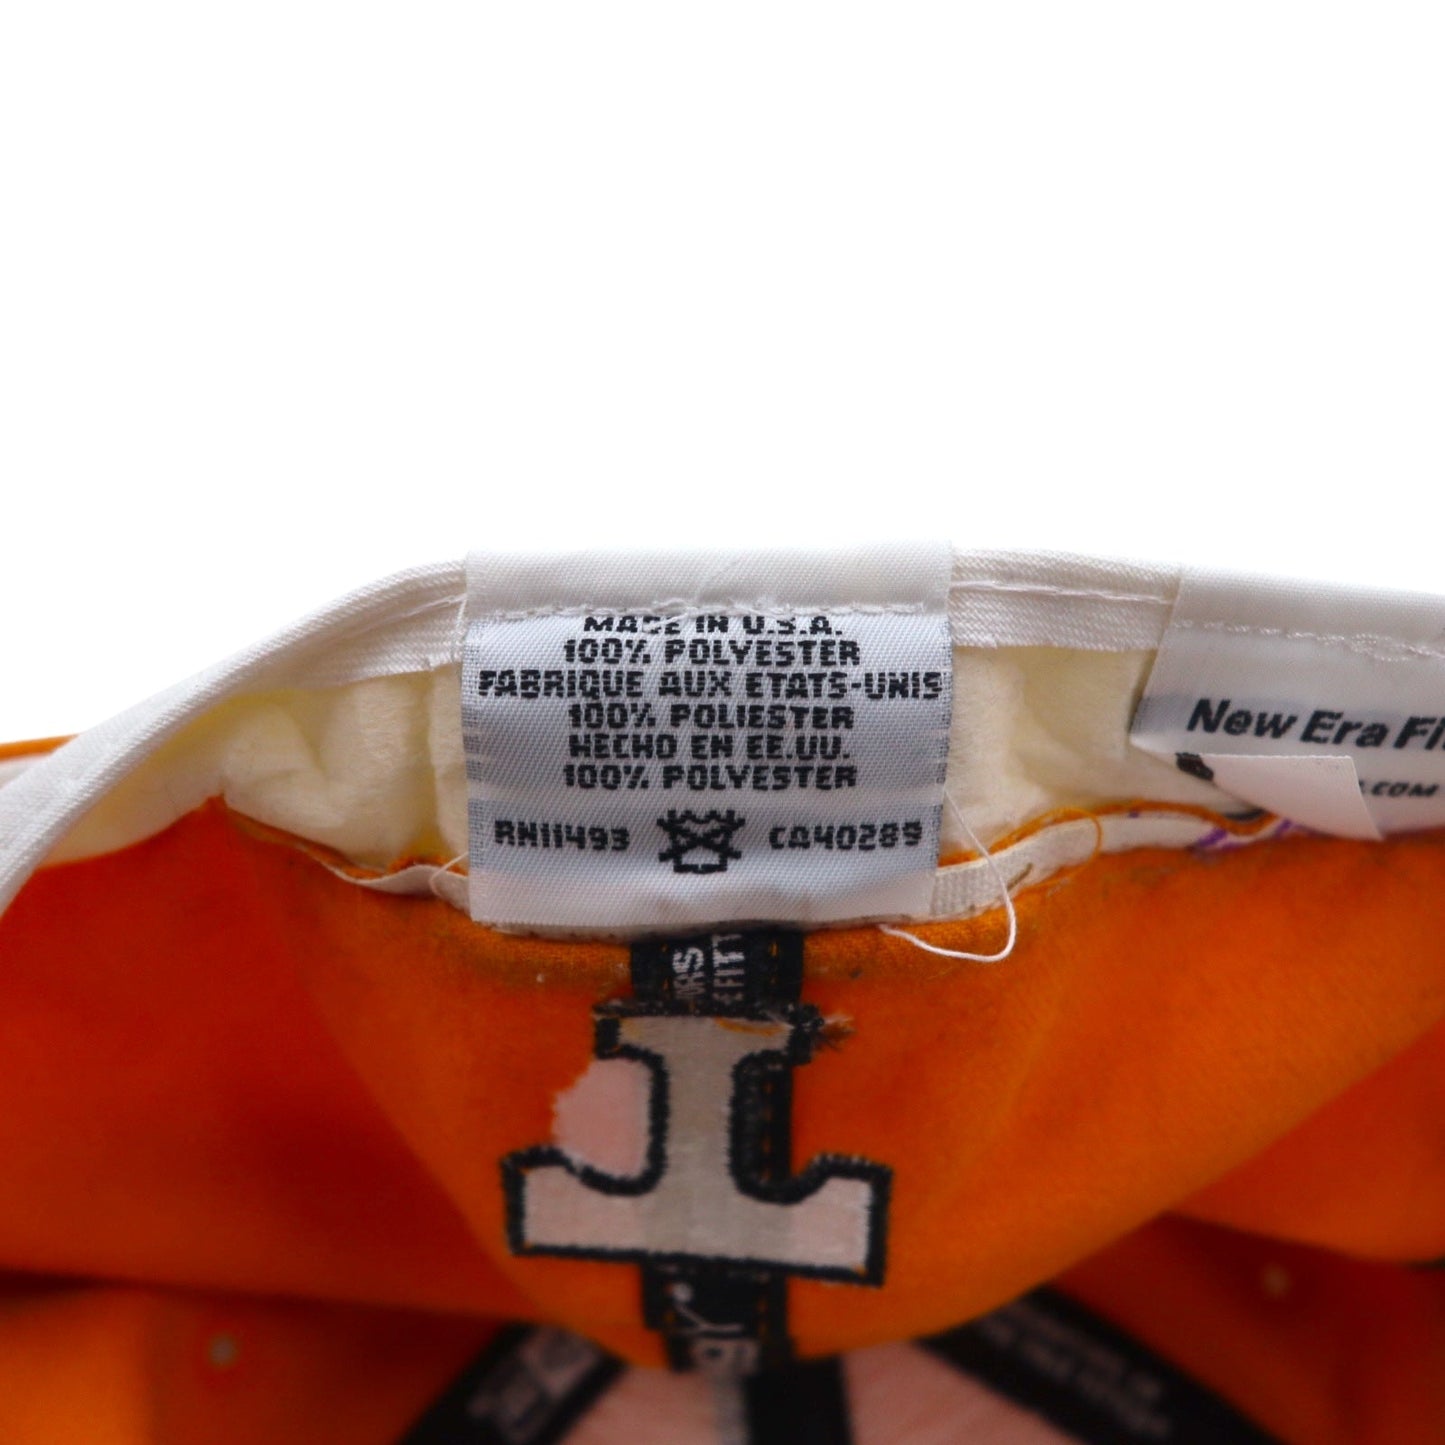 MADE IN U.S.A.
100% POLYESTER
FABRIQUE AUX ETATS-UNIS
100% POLIESTER
HECHO EN EE.UU.
100% POLYESTER
RN11493 CA40289
New Era
.COM